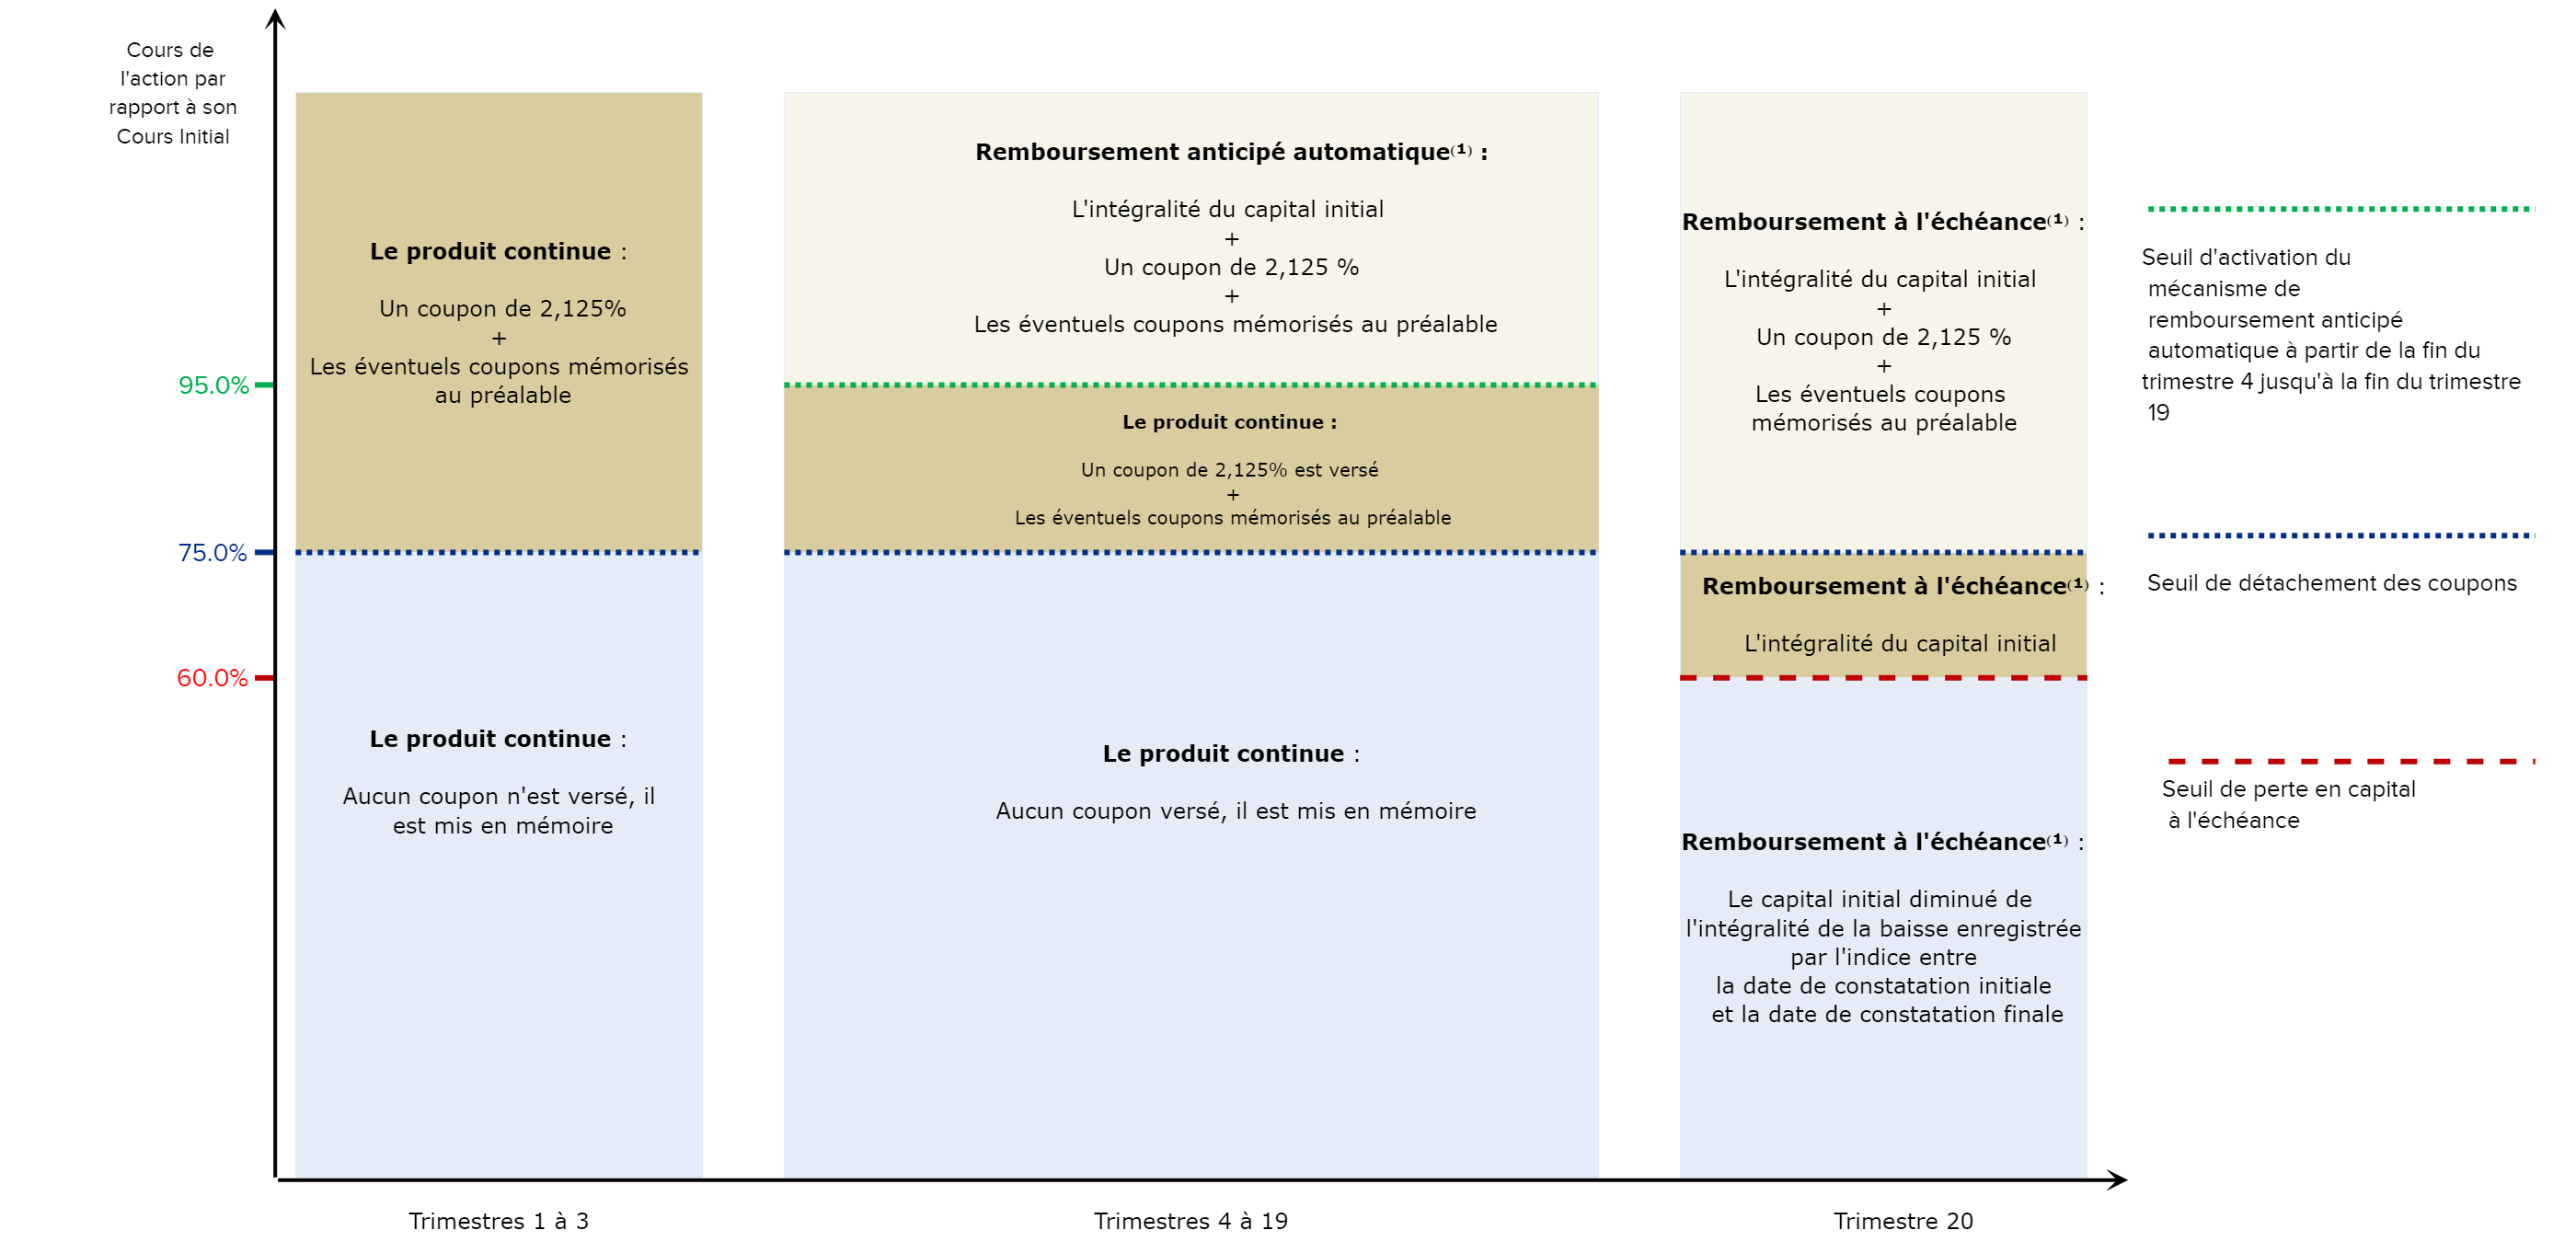 Cours de
l'action par
rapport à son
Cours Initial
95.0%
75.0%
60.0%
Le produit continue :
Un coupon de 2,125%
+
Les éventuels coupons mémorisés
au préalable
Le produit continue :
Aucun coupon n'est versé, il
est mis en mémoire
Trimestres 1 à 3
Remboursement anticipé automatique⁽¹⁾ :
L'intégralité du capital initial
+
Un coupon de 2,125 %
+
Les éventuels coupons mémorisés au préalable
Le produit continue :
Un coupon de 2,125% est versé
+
Les éventuels coupons mémorisés au préalable
Le produit continue :
Aucun coupon versé, il est mis en mémoire
Trimestres 4 à 19
Remboursement à l'échéance⁽¹⁾ :
L'intégralité du capital initial
+
Un coupon de 2,125 %
+
Les éventuels coupons
mémorisés au préalable
Remboursement à l'échéance⁽¹⁾ :
L'intégralité du capital initial
Remboursement à l'échéance⁽¹⁾ :
Le capital initial diminué de
l'intégralité de la baisse enregistrée
par l'indice entre
la date de constatation initiale
et la date de constatation finale
Trimestre 20
Seuil d'activation du
mécanisme de
remboursement anticipé
automatique à partir de la fin du
trimestre 4 jusqu'à la fin du trimestre
19
Seuil de détachement des coupons
Seuil de perte en capital
à l'échéance